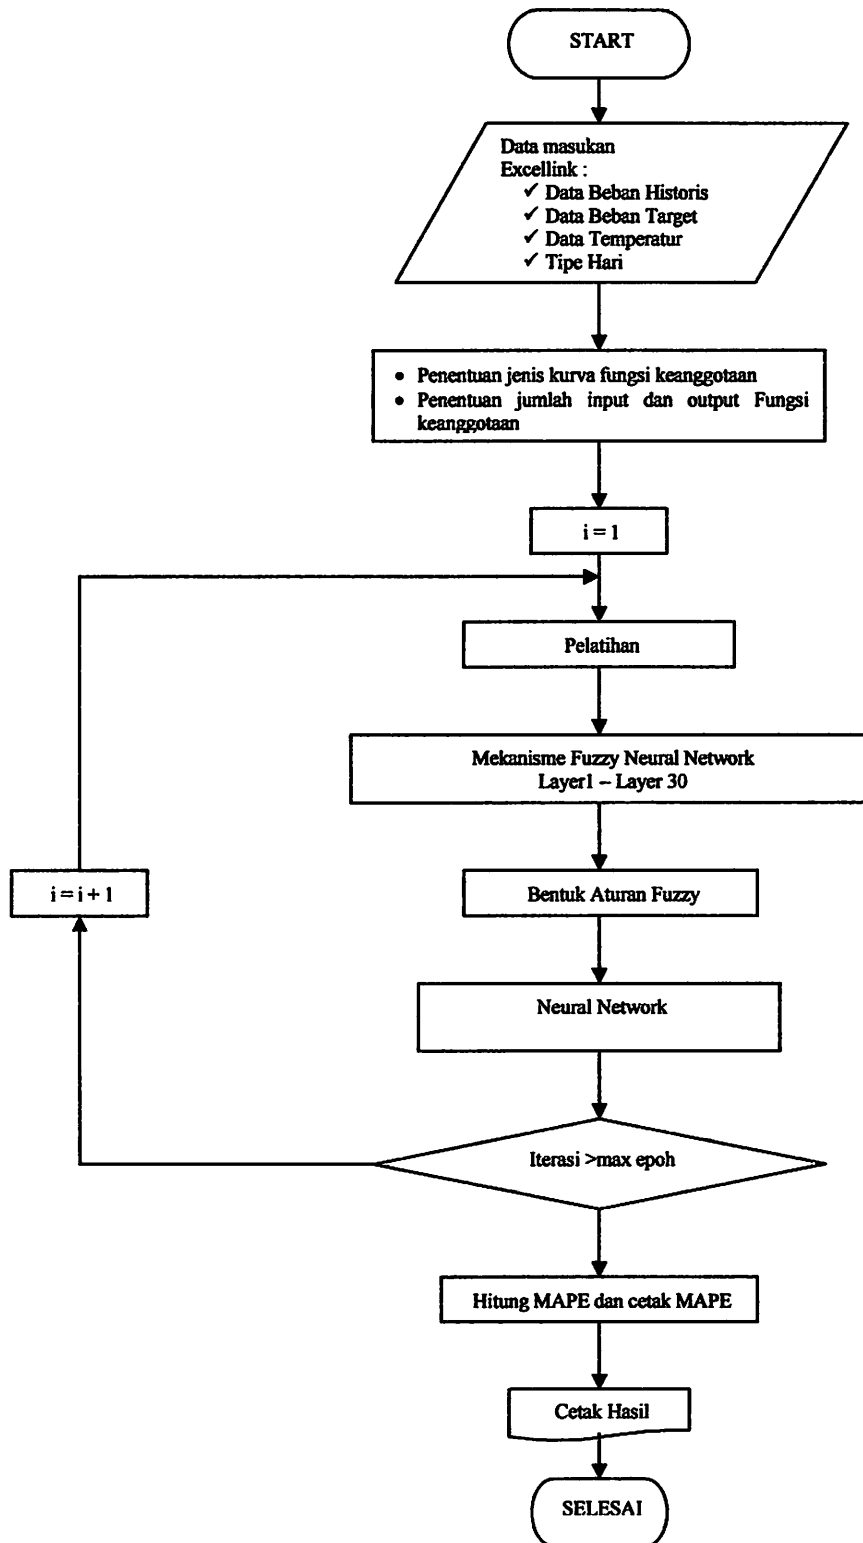 START
Data masukan
Excellink :
✓ Data Beban Historis
✓ Data Beban Target
✓ Data Temperatur
✓ Tipe Hari
• Penentuan jenis kurva fungsi keanggotaan
• Penentuan jumlah input dan output Fungsi
keanggotaan
i = 1
Pelatihan
Mekanisme Fuzzy Neural Network
Layer1 – Layer 30
i = i + 1
Bentuk Aturan Fuzzy
Neural Network
Iterasi >max epoh
Hitung MAPE dan cetak MAPE
Cetak Hasil
SELESAI